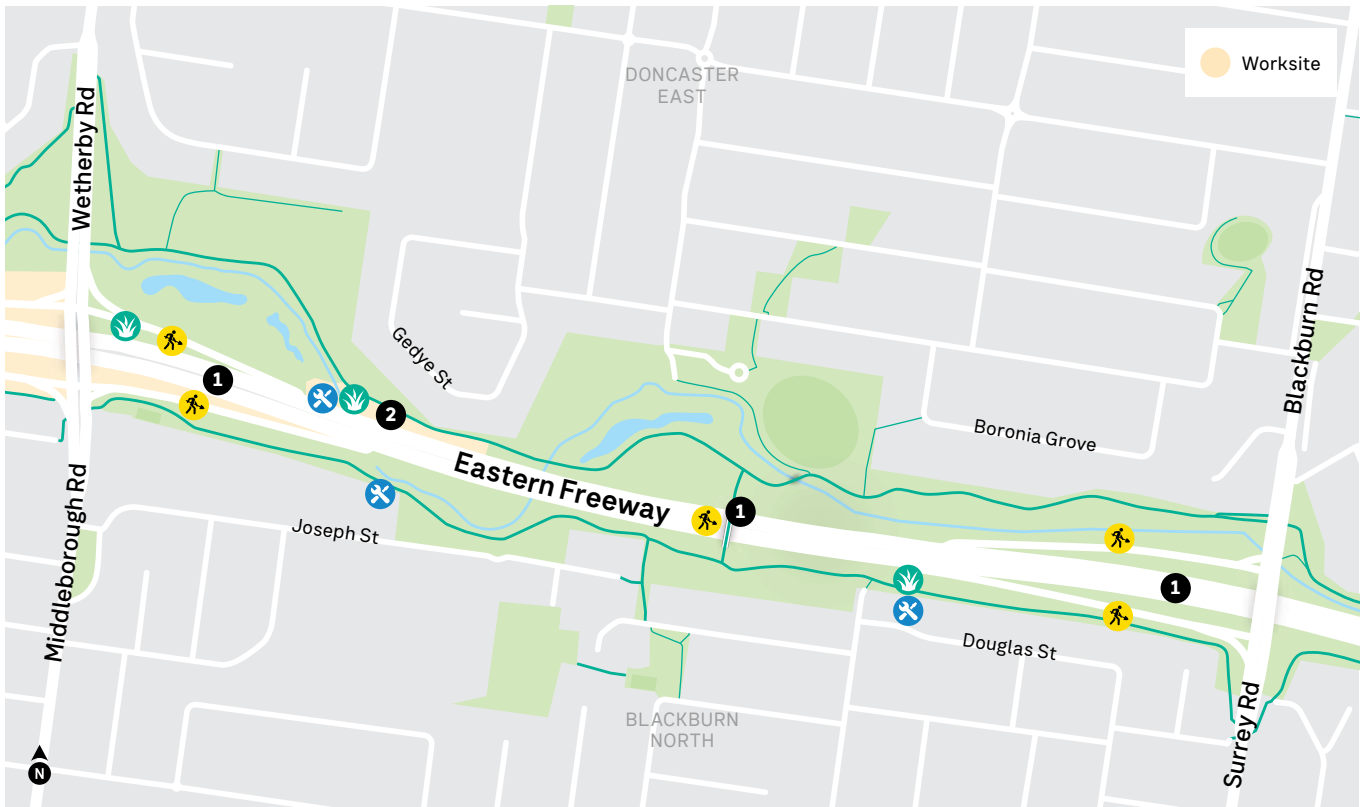 Worksite
DONCASTER
EAST
Wetherby Rd
Blackburn Rd
Gedye St
1
2
Boronia Grove
Eastern Freeway
1
Joseph St
Middleborough Rd
1
Douglas St
Surrey Rd
BLACKBURN
NORTH
N